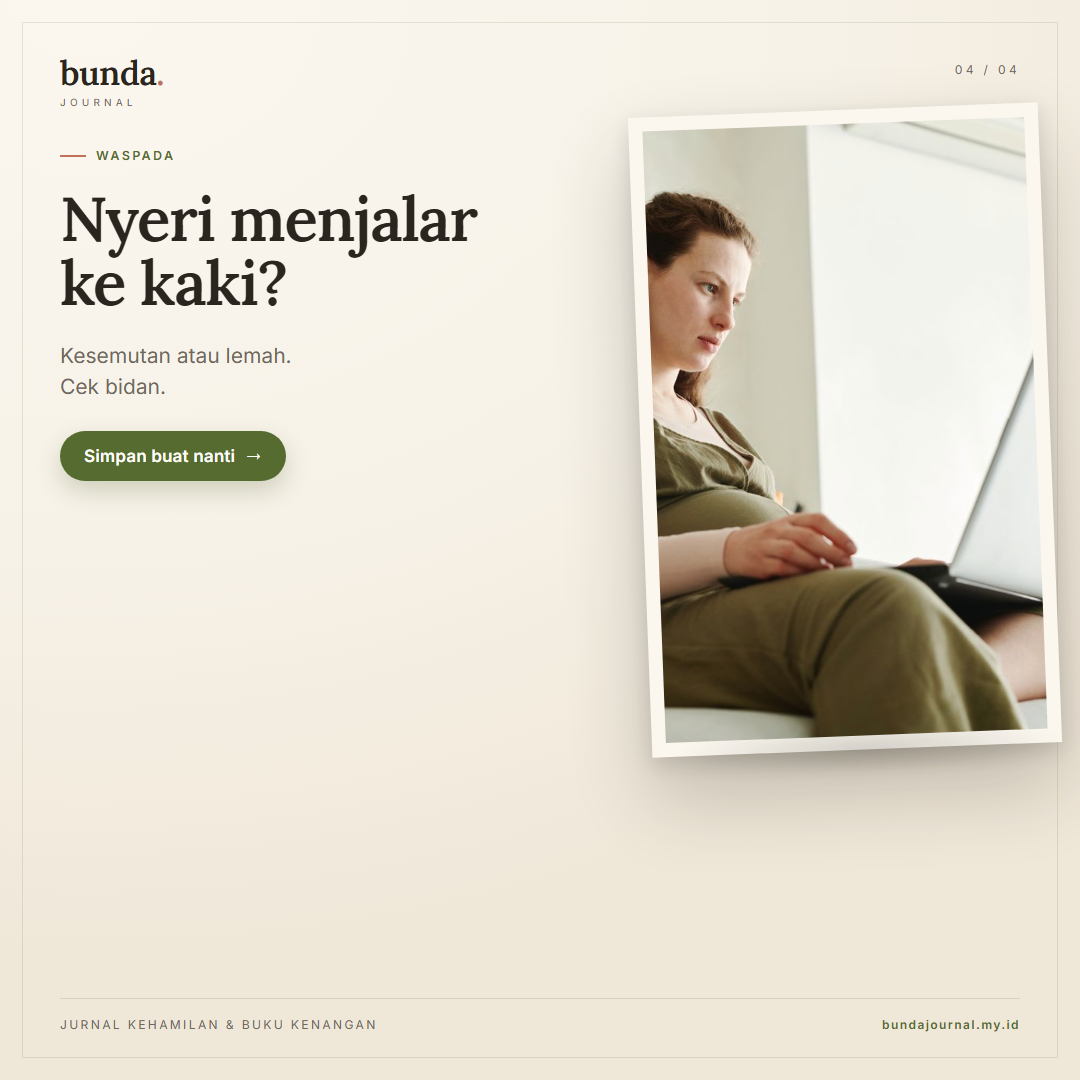 bunda.
JOURNAL
04 / 04
WASPADA
Nyeri menjalar
ke kaki?
Kesemutan atau lemah.
Cek bidan.
Simpan buat nanti →
JURNAL KEHAMILAN & BUKU KENANGAN
bundajournal.my.id